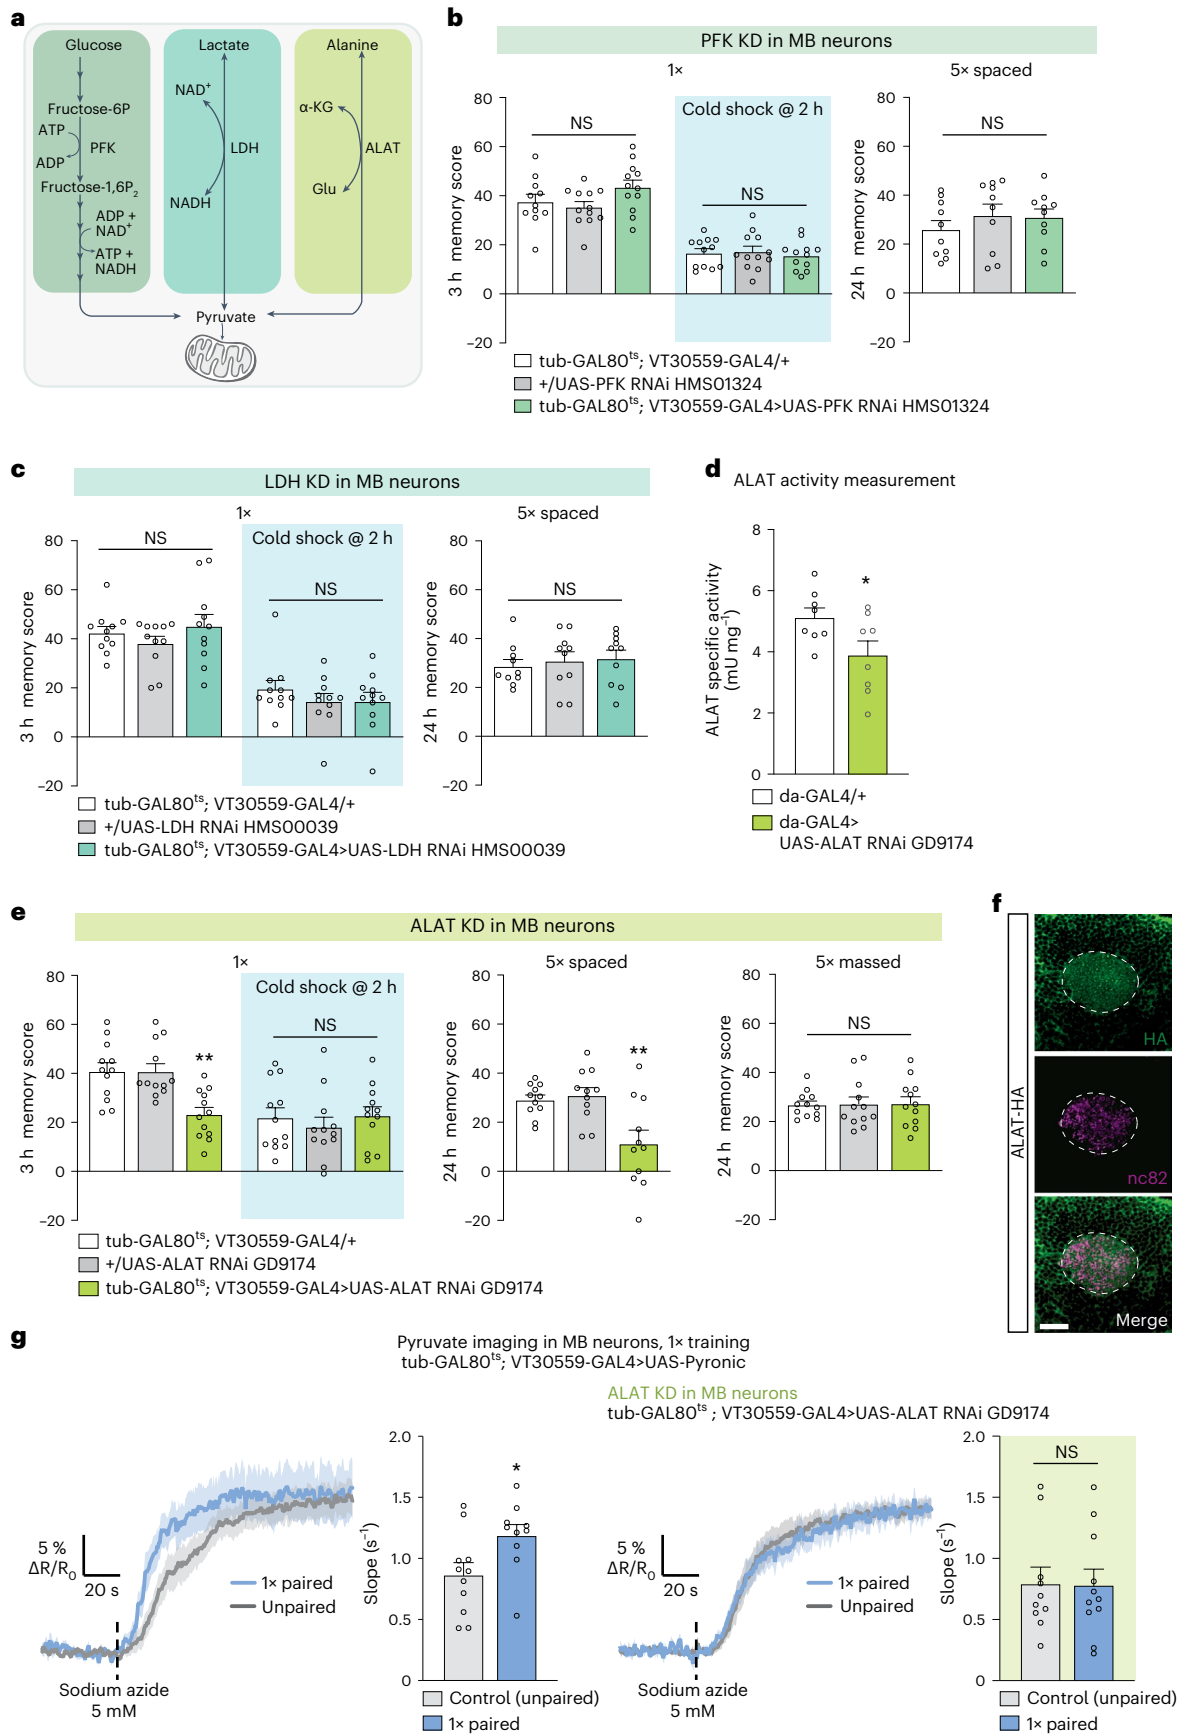 a
Glucose
Lactate
Alanine
NAD+
α-KG
Fructose-6P
ATP
PFK
LDH
ALAT
ADP
Fructose-1,6P2
Glu
NADH
ADP +
NAD+
ATP +
NADH
Pyruvate
b
PFK KD in MB neurons
1×
5× spaced
Cold shock @ 2 h
NS
NS
NS
3 h memory score
80
60
40
20
0
–20
24 h memory score
80
60
40
20
0
–20
tub-GAL80ts; VT30559-GAL4/+
+/UAS-PFK RNAi HMS01324
tub-GAL80ts; VT30559-GAL4>UAS-PFK RNAi HMS01324
c
LDH KD in MB neurons
1×
5× spaced
Cold shock @ 2 h
NS
NS
NS
3 h memory score
80
60
40
20
0
–20
24 h memory score
80
60
40
20
0
–20
tub-GAL80ts; VT30559-GAL4/+
+/UAS-LDH RNAi HMS00039
tub-GAL80ts; VT30559-GAL4>UAS-LDH RNAi HMS00039
d
ALAT activity measurement
ALAT specific activity
(mU mg–1)
8
6
4
2
0
*
da-GAL4/+
da-GAL4>
UAS-ALAT RNAi GD9174
e
ALAT KD in MB neurons
1×
5× spaced
5× massed
Cold shock @ 2 h
**
NS
**
NS
3 h memory score
80
60
40
20
0
–20
24 h memory score
80
60
40
20
0
–20
24 h memory score
80
60
40
20
0
–20
tub-GAL80ts; VT30559-GAL4/+
+/UAS-ALAT RNAi GD9174
tub-GAL80ts; VT30559-GAL4>UAS-ALAT RNAi GD9174
f
ALAT-HA
HA
nc82
Merge
g
Pyruvate imaging in MB neurons, 1× training
tub-GAL80ts; VT30559-GAL4>UAS-Pyronic
ALAT KD in MB neurons
tub-GAL80ts ; VT30559-GAL4>UAS-ALAT RNAi GD9174
5 %
ΔR/R0
20 s
1× paired
Unpaired
Sodium azide
5 mM
Slope (s–1)
2.0
1.5
1.0
0.5
0
*
Control (unpaired)
1× paired
5 %
ΔR/R0
20 s
1× paired
Unpaired
Sodium azide
5 mM
Slope (s–1)
2.0
1.5
1.0
0.5
0
NS
Control (unpaired)
1× paired